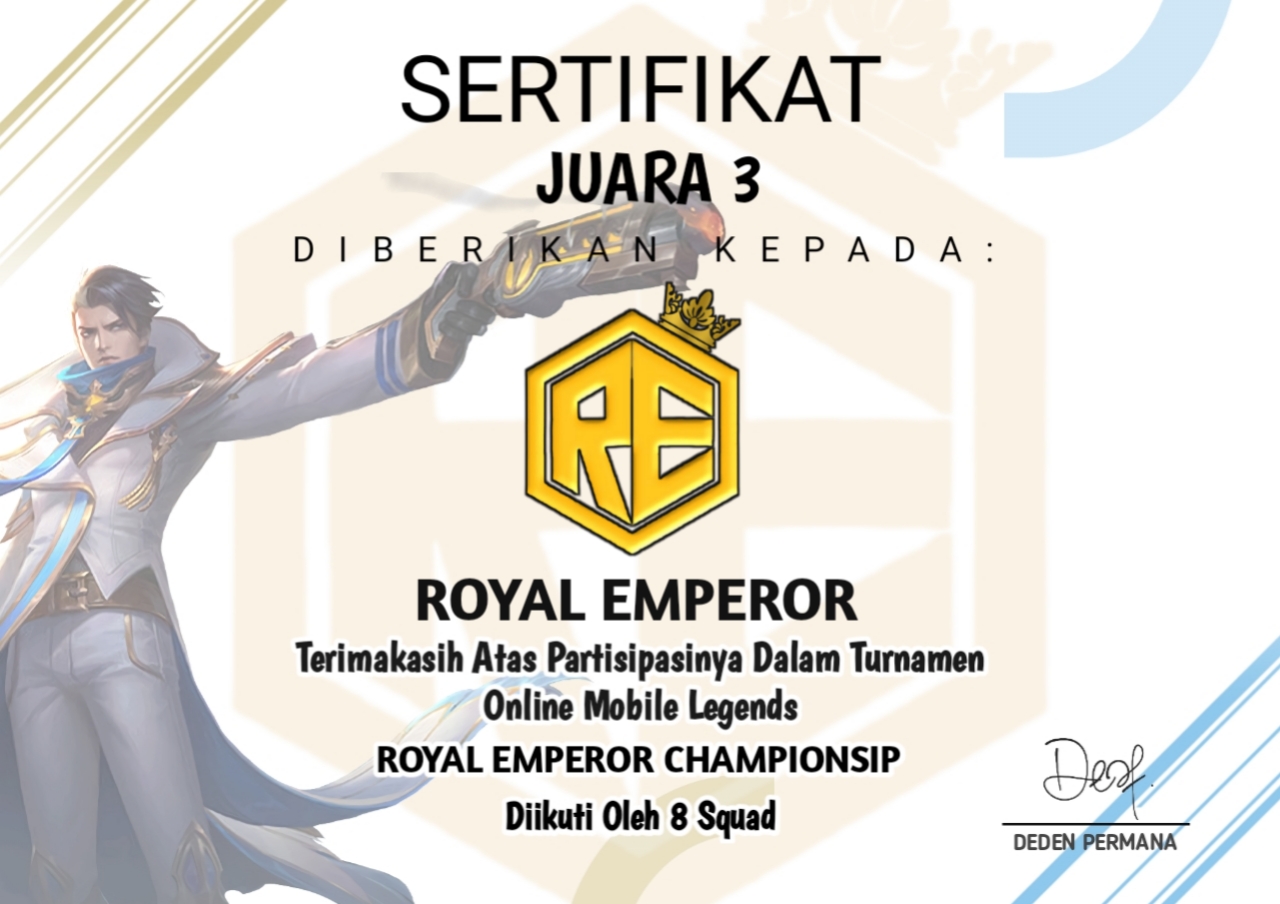 SERTIFIKAT
JUARA 3
DIBERIKAN KEPADA:
RE
ROYAL EMPEROR
Terimakasih Atas Partisipasinya Dalam Turnamen
Online Mobile Legends
ROYAL EMPEROR CHAMPIONSIP
Diikuti Oleh 8 Squad
DEDEN PERMANA